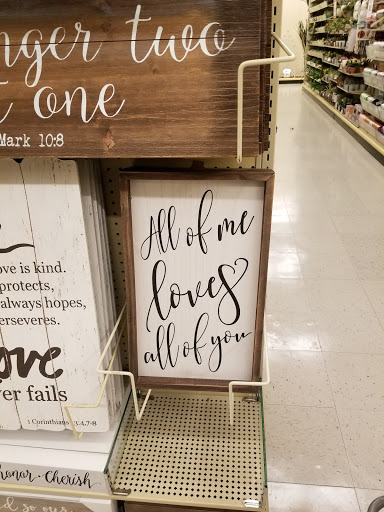 nger two
one
Mark 10:8
All of me
loves
all of you
ove is kind.
protects,
always hopes,
erseveres.
ove
er fails
1 Corinthians 13:4,7-8
honor · Cherish